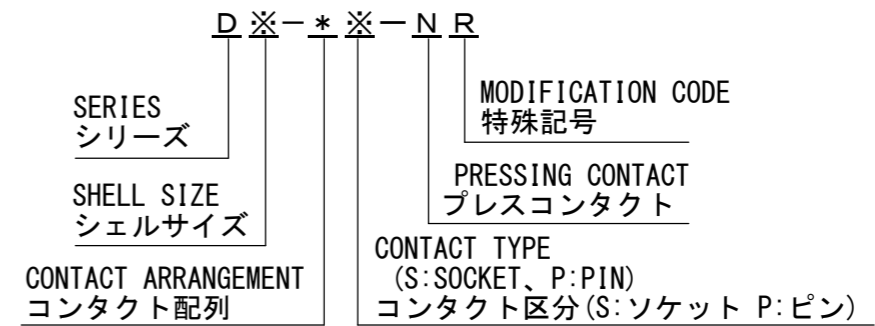 D※-*※-NR
MODIFICATION CODE
特殊記号
SERIES
シリーズ
PRESSING CONTACT
プレスコンタクト
SHELL SIZE
シェルサイズ
CONTACT TYPE
(S:SOCKET、P:PIN)
コンタクト区分(S:ソケット P:ピン)
CONTACT ARRANGEMENT
コンタクト配列